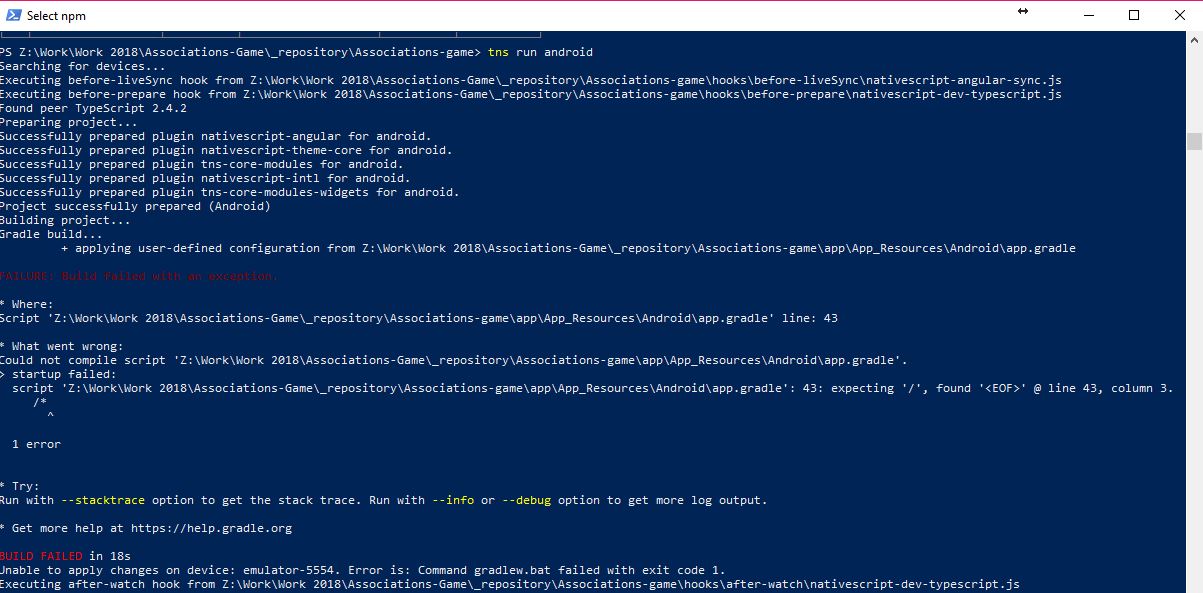 Select npm
PS Z:\Work\Work 2018\Associations-Game\_repository\Associations-game> tns run android
Searching for devices...
Executing before-liveSync hook from Z:\Work\Work 2018\Associations-Game\_repository\Associations-game\hooks\before-liveSync\nativescript-angular-sync.js
Executing before-prepare hook from Z:\Work\Work 2018\Associations-Game\_repository\Associations-game\hooks\before-prepare\nativescript-dev-typescript.js
Found peer TypeScript 2.4.2
Preparing project...
Successfully prepared plugin nativescript-angular for android.
Successfully prepared plugin nativescript-theme-core for android.
Successfully prepared plugin tns-core-modules for android.
Successfully prepared plugin nativescript-intl for android.
Successfully prepared plugin tns-core-modules-widgets for android.
Project successfully prepared (Android)
Building project...
Gradle build...
+ applying user-defined configuration from Z:\Work\Work 2018\Associations-Game\_repository\Associations-game\app\App_Resources\Android\app.gradle
FAILURE: Build failed with an exception.
* Where:
Script 'Z:\Work\Work 2018\Associations-Game\_repository\Associations-game\app\App_Resources\Android\app.gradle' line: 43
* What went wrong:
Could not compile script 'Z:\Work\Work 2018\Associations-Game\_repository\Associations-game\app\App_Resources\Android\app.gradle'.
> startup failed:
script 'Z:\Work\Work 2018\Associations-Game\_repository\Associations-game\app\App_Resources\Android\app.gradle': 43: expecting '/', found '<EOF>' @ line 43, column 3.
/*
^
1 error
* Try:
Run with --stacktrace option to get the stack trace. Run with --info or --debug option to get more log output.
* Get more help at https://help.gradle.org
BUILD FAILED in 18s
Unable to apply changes on device: emulator-5554. Error is: Command gradlew.bat failed with exit code 1.
Executing after-watch hook from Z:\Work\Work 2018\Associations-Game\_repository\Associations-game\hooks\after-watch\nativescript-dev-typescript.js